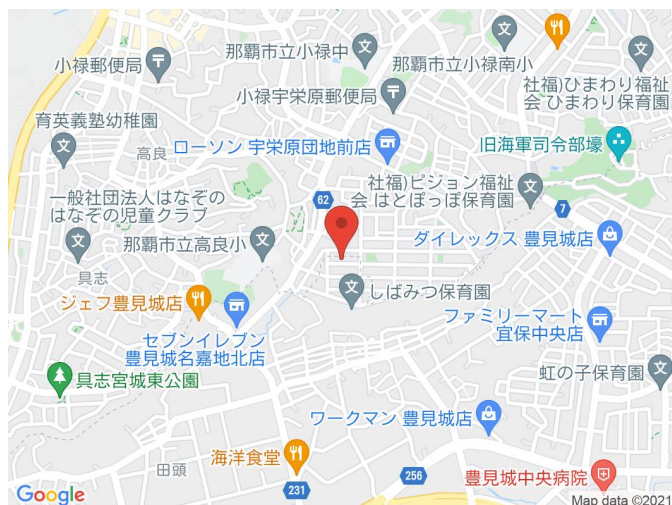 那覇市立小禄中
小禄郵便局
那覇市立小禄南小
社福)ひまわり福祉
会 ひまわり保育園
小禄宇栄原郵便局
育英義塾幼稚園
高良
ローソン 宇栄原団地前店
旧海軍司令部壕
社福)ピジョン福祉
会 はとぽっぽ保育園
一般社団法人はなぞの
はなぞの児童クラブ
62
7
那覇市立高良小
ダイレックス 豊見城店
具志
ジェフ豊見城店
しばみつ保育園
セブンイレブン
豊見城名嘉地北店
ファミリーマート
宜保中央店
具志宮城東公園
虹の子保育園
ワークマン 豊見城店
海洋食堂
田頭
256
豊見城中央病院
231
Google
Map data ©2021